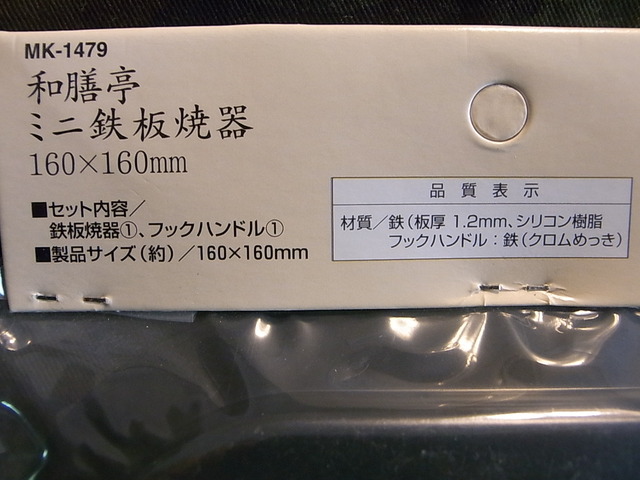 MK-1479
和膳亭
ミニ鉄板焼器
160×160mm
■セット内容／
鉄板焼器①、フックハンドル①
■製品サイズ（約）／160×160mm
品質表示
材質／鉄（板厚 1.2mm、シリコン樹脂
フックハンドル：鉄（クロムめっき）